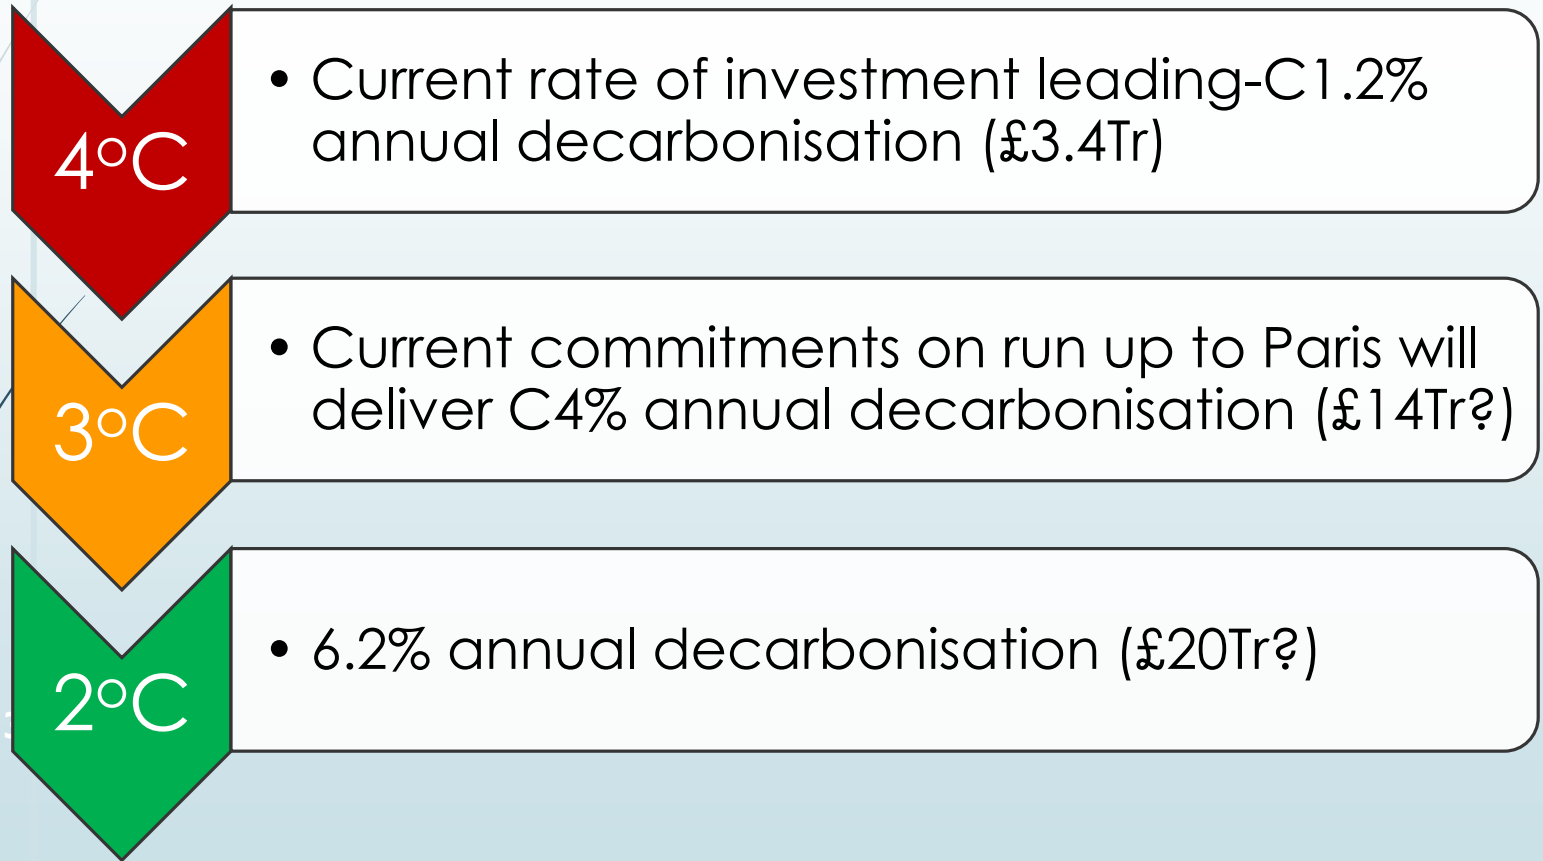 4°C
• Current rate of investment leading-C1.2%
annual decarbonisation (£3.4Tr)
3°C
• Current commitments on run up to Paris will
deliver C4% annual decarbonisation (£14Tr?)
2°C
• 6.2% annual decarbonisation (£20Tr?)